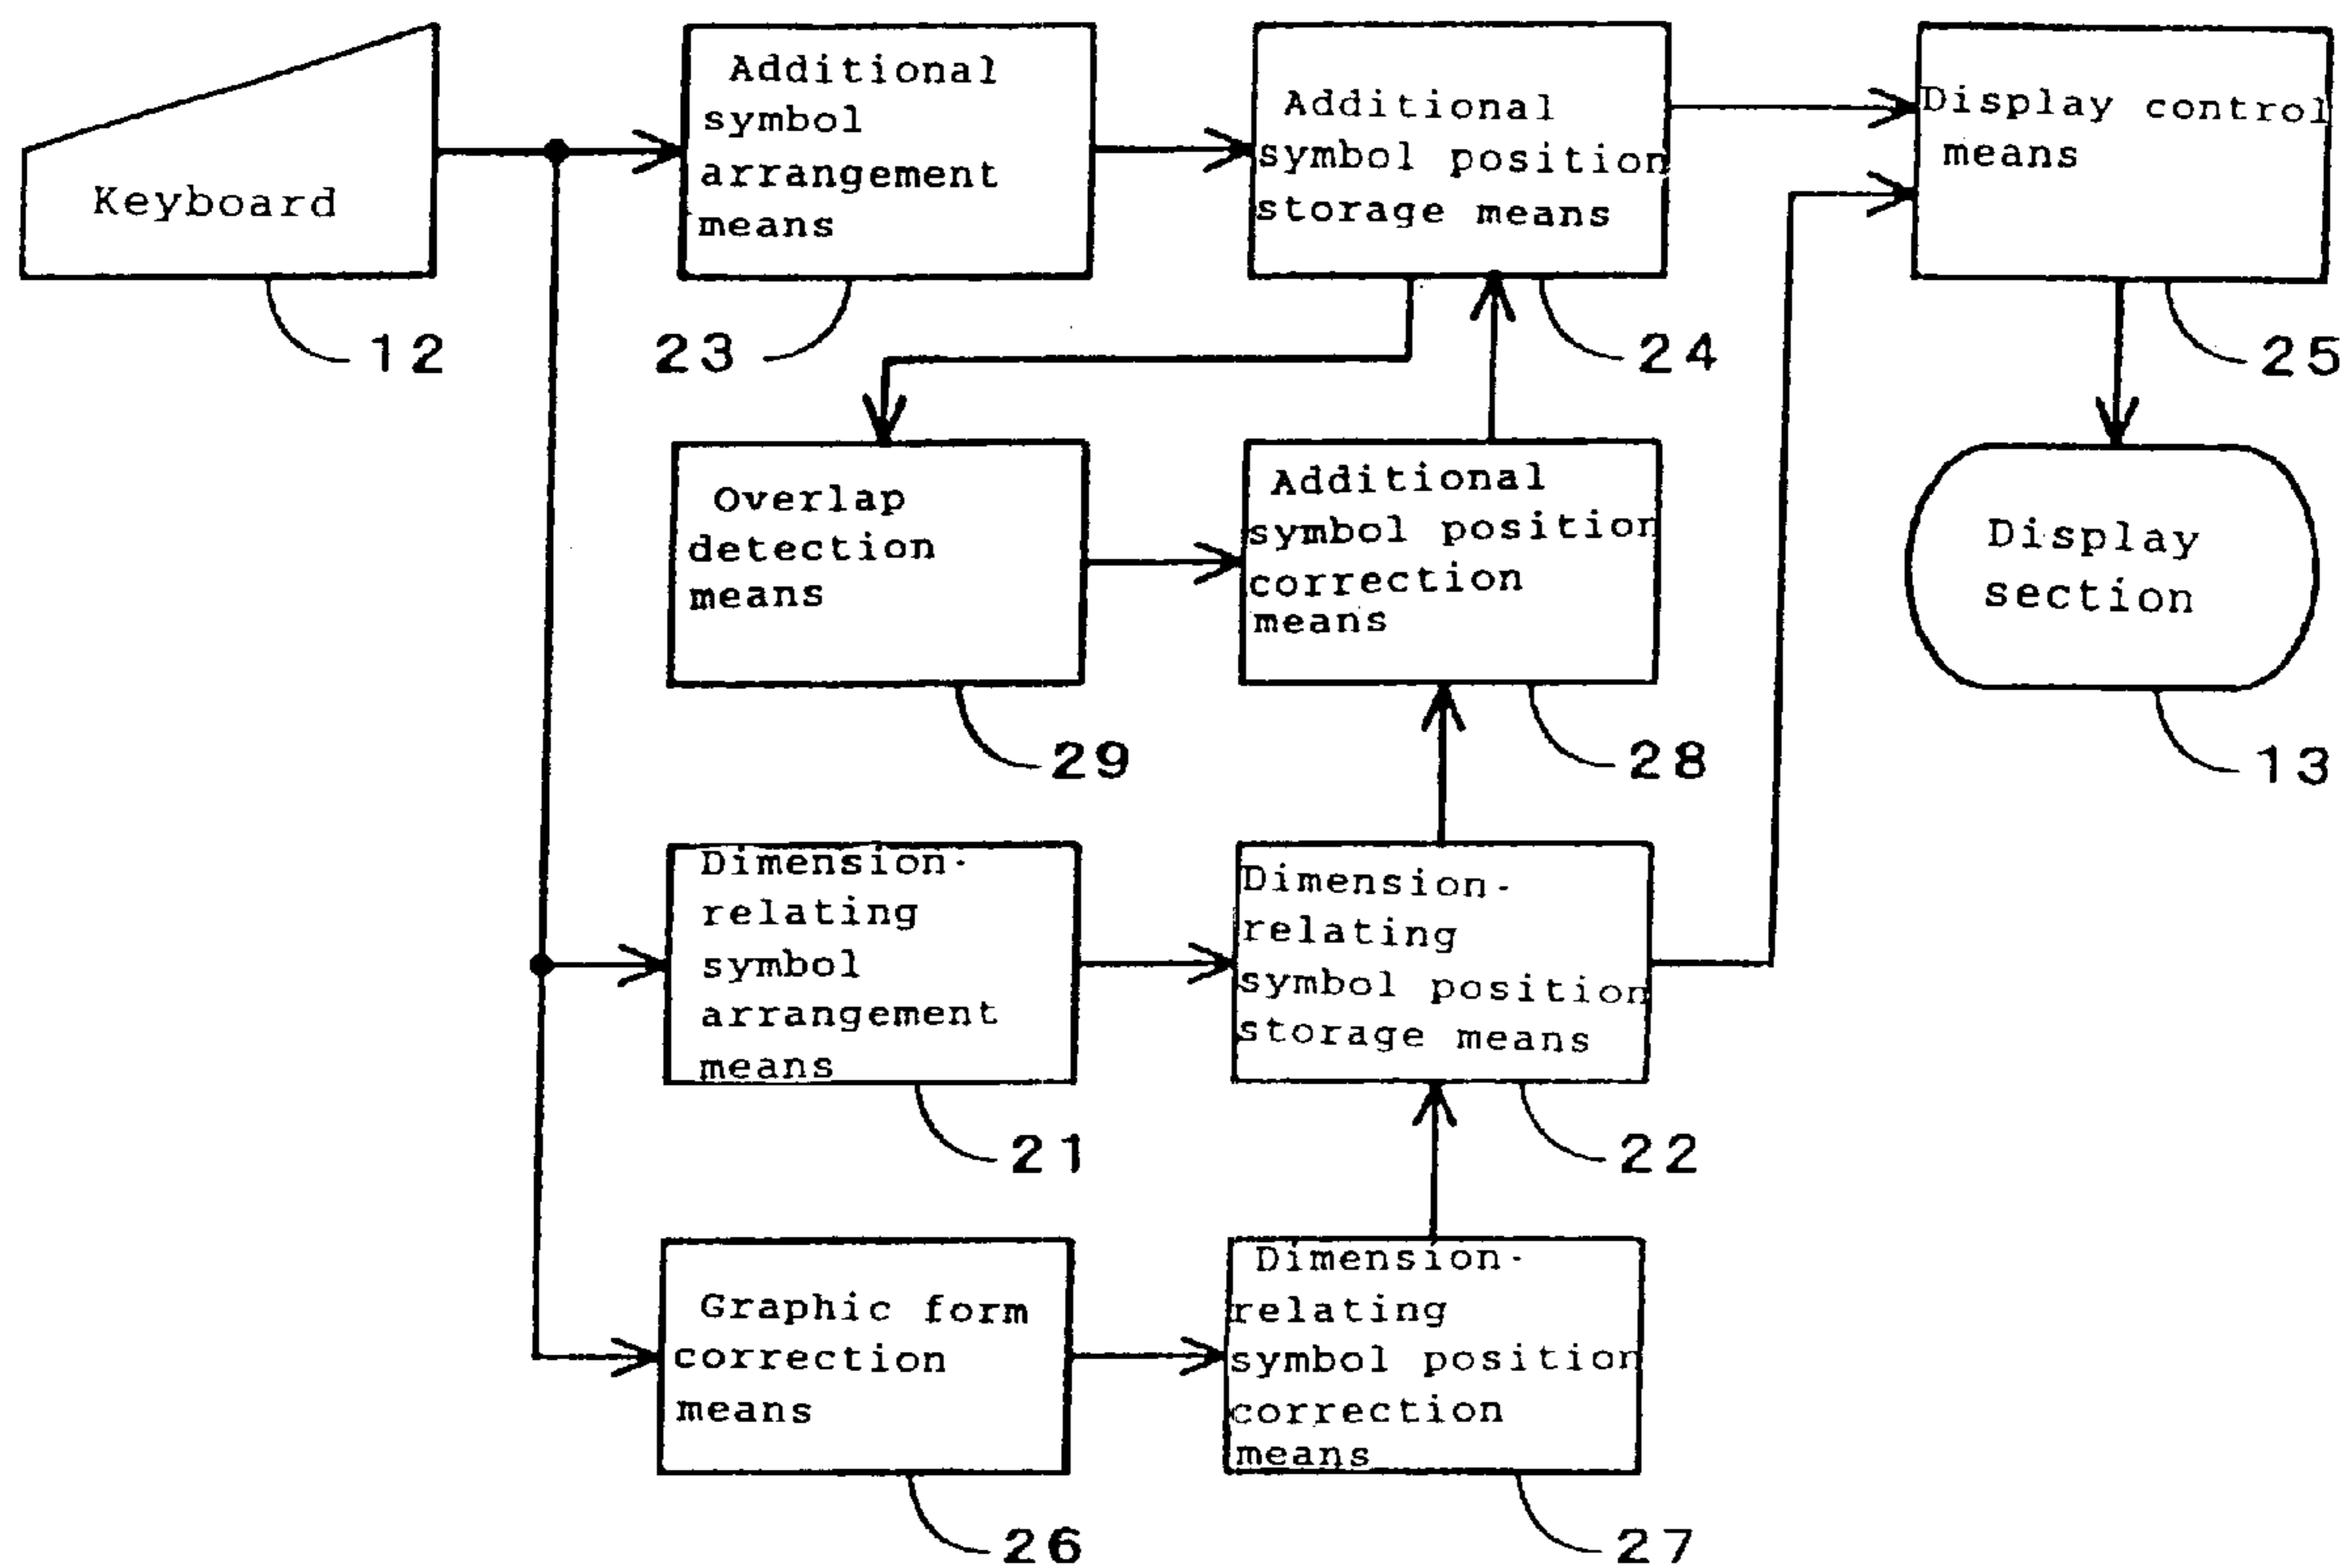 Keyboard
12
Additional
symbol
arrangement
means
23
Additional
symbol position
storage means
24
Display control
means
25
Overlap
detection
means
29
Additional
symbol position
correction
means
28
Display
section
13
Dimension-
relating
symbol
arrangement
means
21
Dimension-
relating
symbol position
storage means
22
Graphic form
correction
means
26
Dimension-
relating
symbol position
correction
means
27